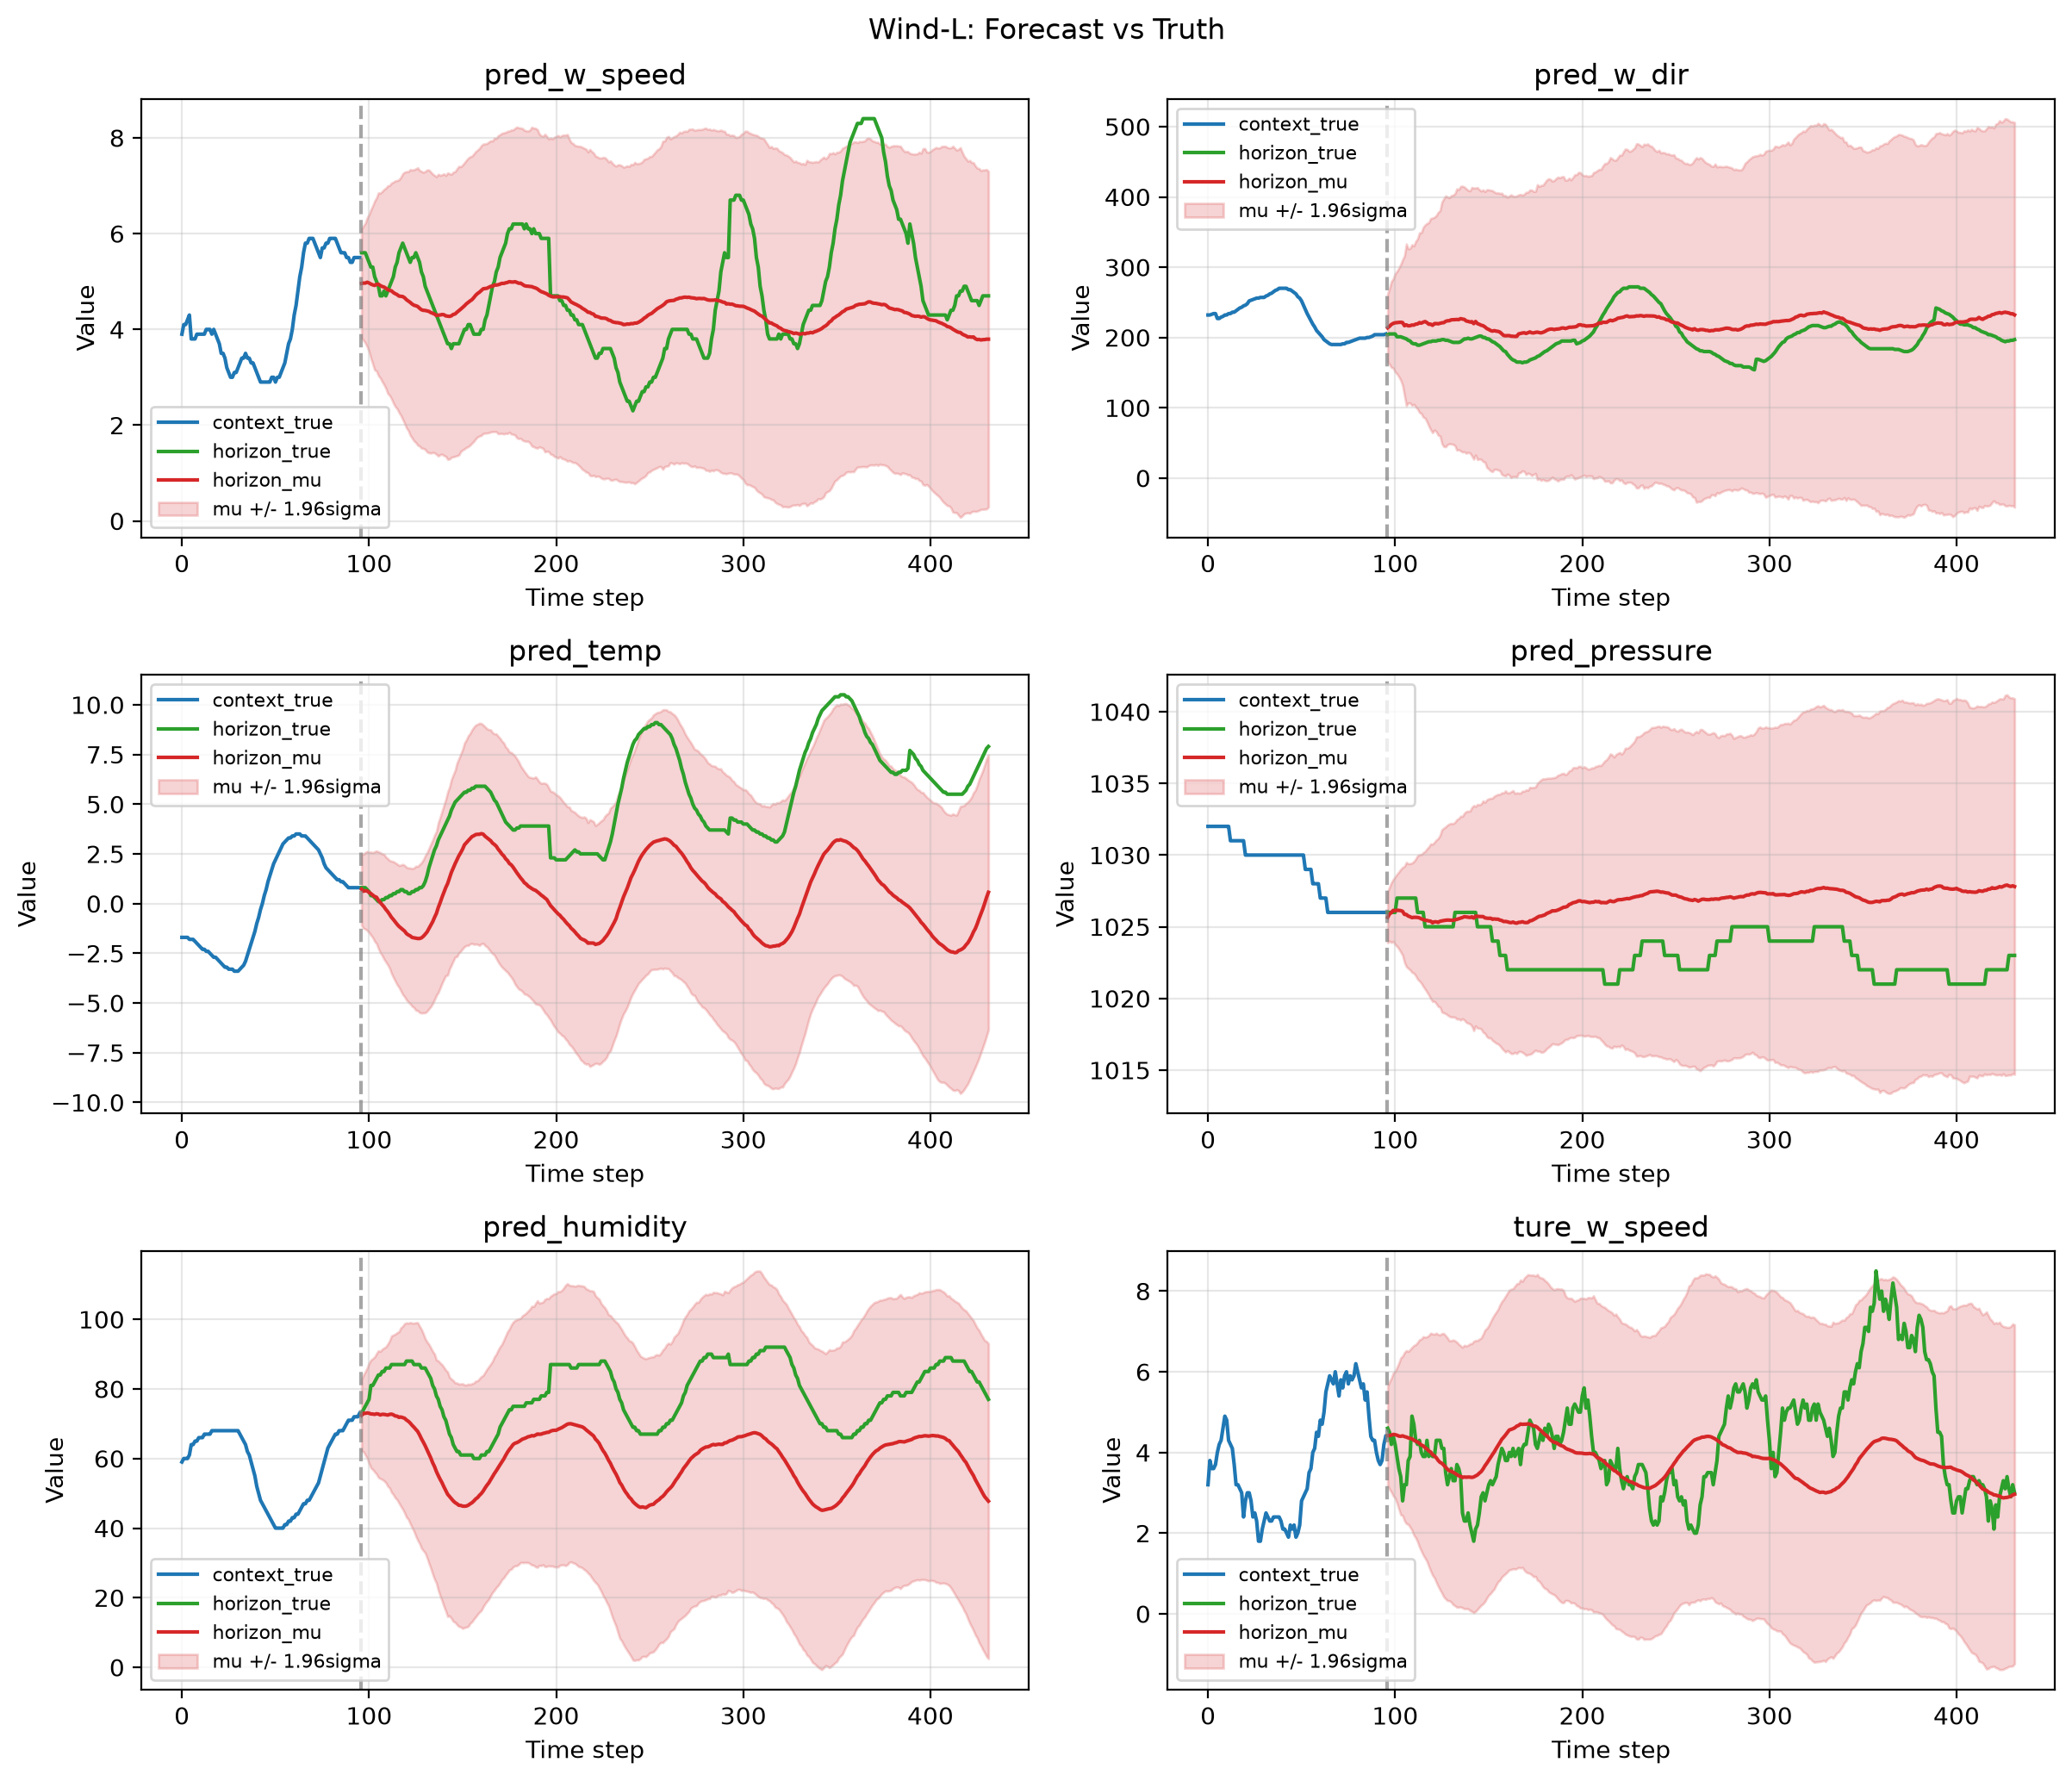 Wind-L: Forecast vs Truth
pred_w_speed
Value
8
6
4
2
0
context_true
horizon_true
horizon_mu
mu +/- 1.96sigma
0 100 200 300 400
Time step
pred_w_dir
Value
500
400
300
200
100
0
context_true
horizon_true
horizon_mu
mu +/- 1.96sigma
0 100 200 300 400
Time step
pred_temp
Value
10.0
7.5
5.0
2.5
0.0
−2.5
−5.0
−7.5
−10.0
context_true
horizon_true
horizon_mu
mu +/- 1.96sigma
0 100 200 300 400
Time step
pred_pressure
Value
1040
1035
1030
1025
1020
1015
context_true
horizon_true
horizon_mu
mu +/- 1.96sigma
0 100 200 300 400
Time step
pred_humidity
Value
100
80
60
40
20
0
context_true
horizon_true
horizon_mu
mu +/- 1.96sigma
0 100 200 300 400
Time step
ture_w_speed
Value
8
6
4
2
0
context_true
horizon_true
horizon_mu
mu +/- 1.96sigma
0 100 200 300 400
Time step